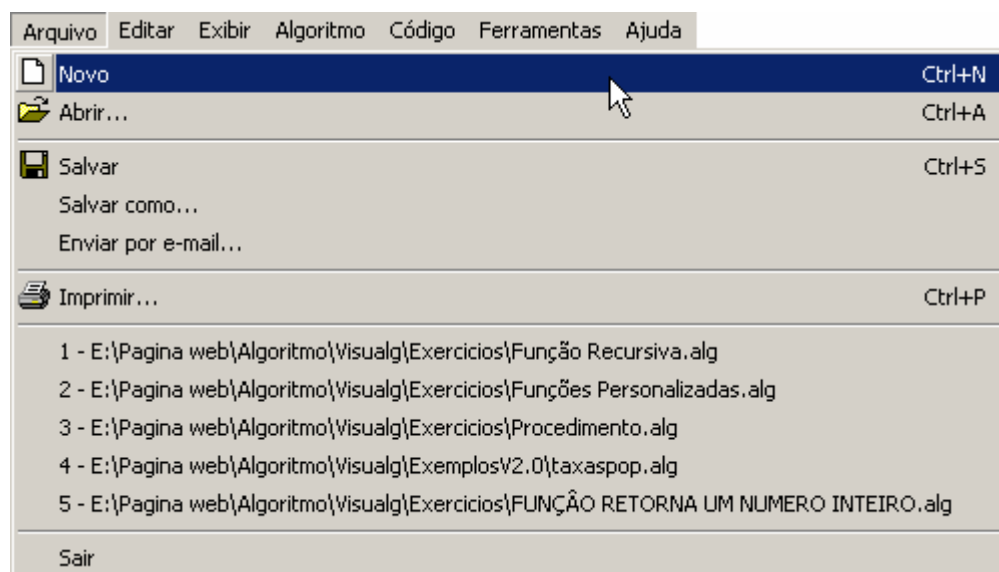 Arquivo Editar Exibir Algoritmo Código Ferramentas Ajuda
Novo Ctrl+N
Abrir... Ctrl+A
Salvar Ctrl+S
Salvar como...
Enviar por e-mail...
Imprimir... Ctrl+P
1 - E:\Pagina web\Algoritmo\Visualg\Exercicios\Função Recursiva.alg
2 - E:\Pagina web\Algoritmo\Visualg\Exercicios\Funções Personalizadas.alg
3 - E:\Pagina web\Algoritmo\Visualg\Exercicios\Procedimento.alg
4 - E:\Pagina web\Algoritmo\Visualg\ExemplosV2.0\taxaspop.alg
5 - E:\Pagina web\Algoritmo\Visualg\Exercicios\FUNÇÂO RETORNA UM NUMERO INTEIRO.alg
Sair